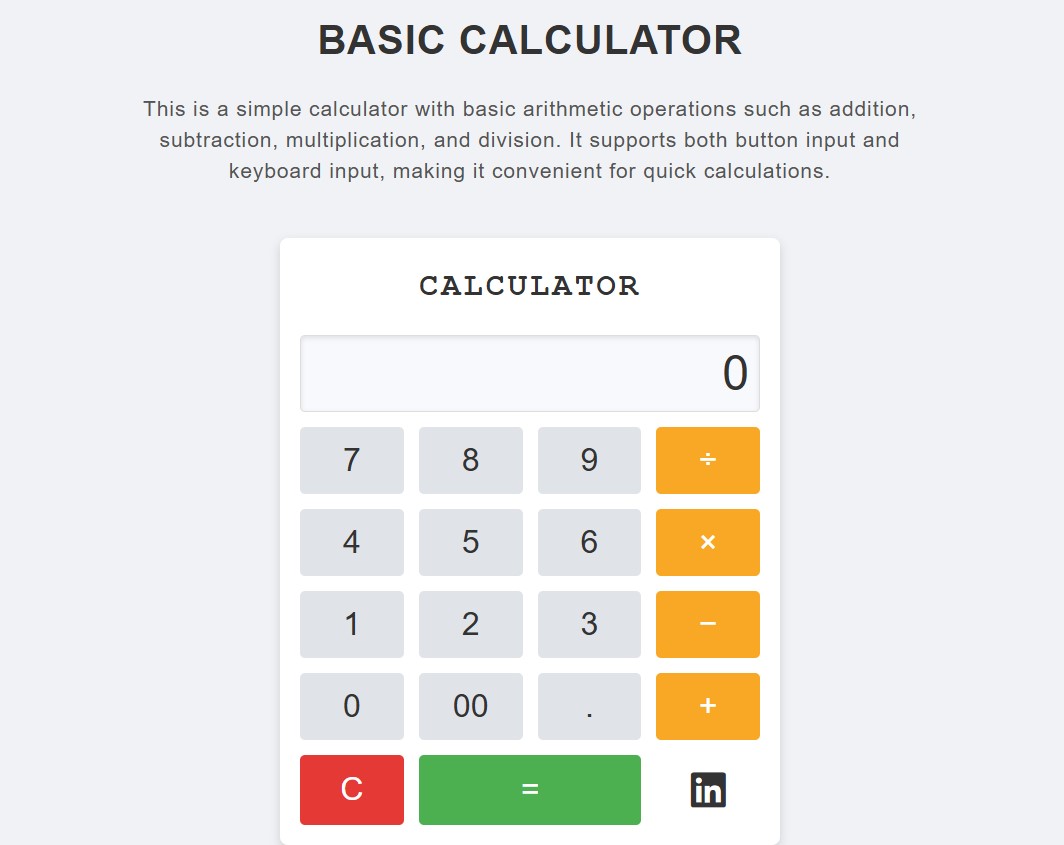 BASIC CALCULATOR
This is a simple calculator with basic arithmetic operations such as addition,
subtraction, multiplication, and division. It supports both button input and
keyboard input, making it convenient for quick calculations.
CALCULATOR
0
7 8 9 ÷
4 5 6 ×
1 2 3 −
0 00 . +
C = in